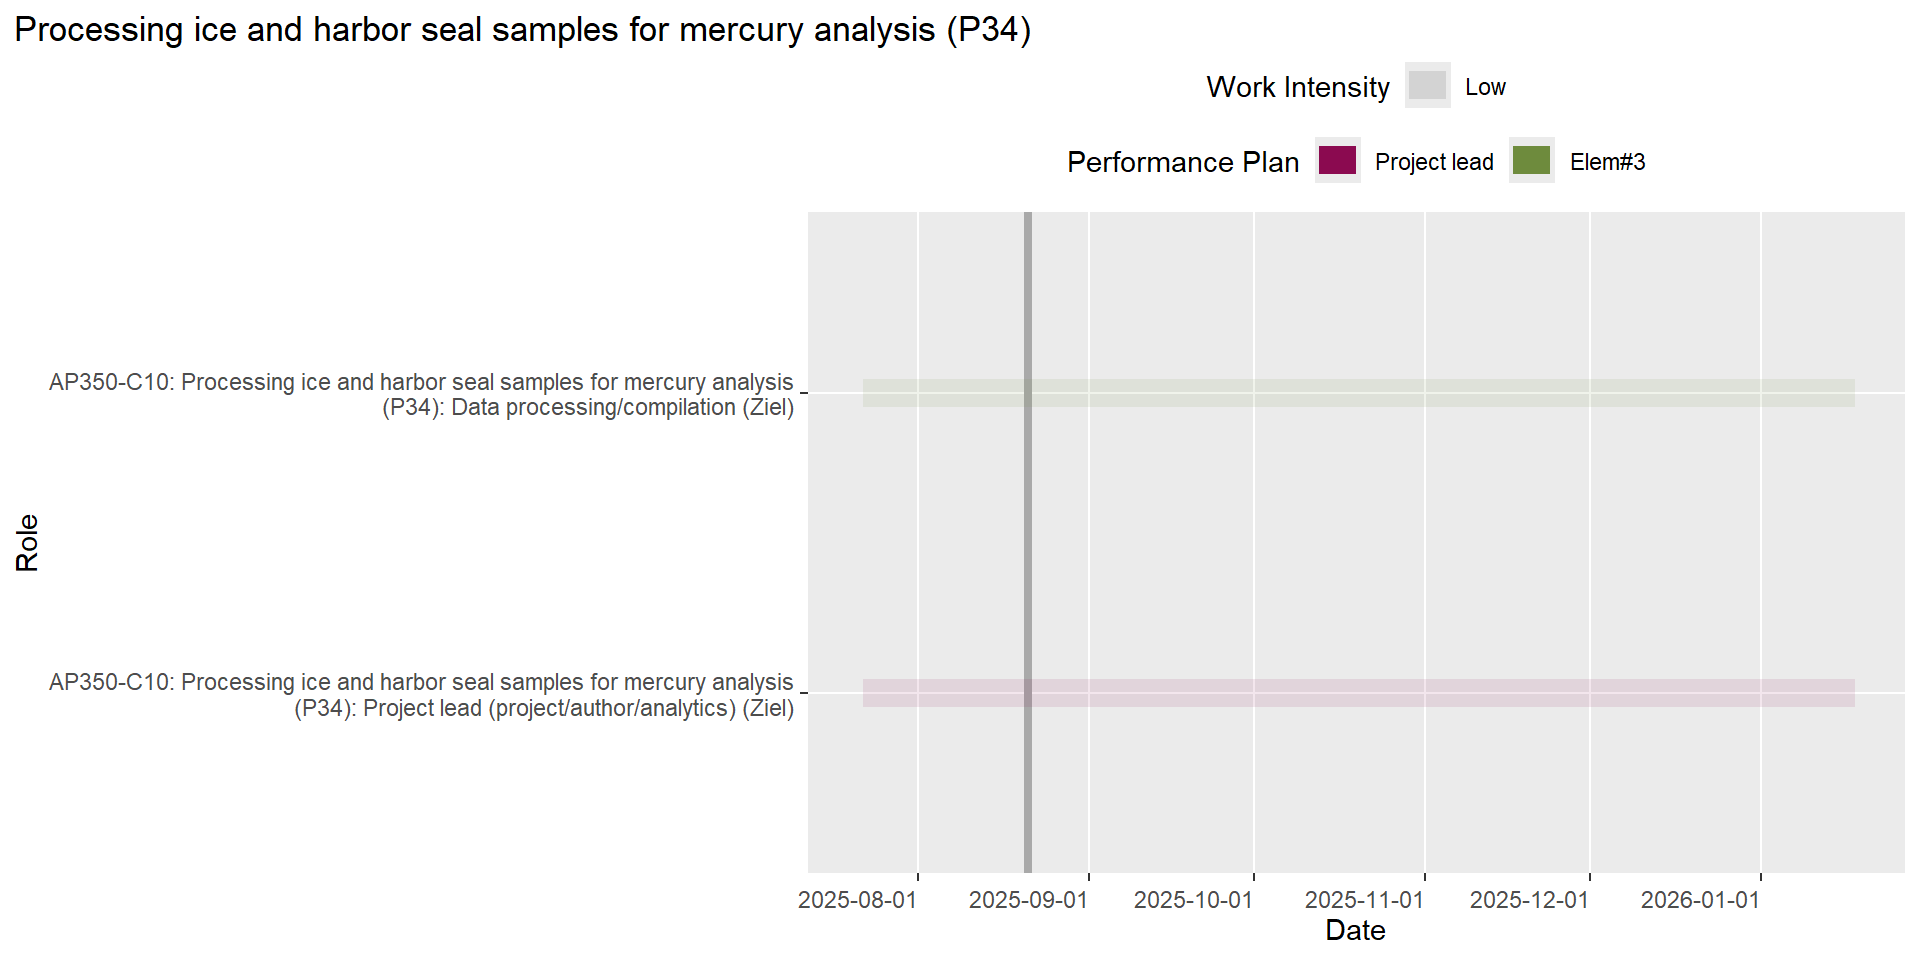 Processing ice and harbor seal samples for mercury analysis (P34)
Work Intensity Low
Performance Plan Project lead Elem#3
AP350-C10: Processing ice and harbor seal samples for mercury analysis
(P34): Data processing/compilation (Ziel)
Role
AP350-C10: Processing ice and harbor seal samples for mercury analysis
(P34): Project lead (project/author/analytics) (Ziel)
2025-08-01 2025-09-01 2025-10-01 2025-11-01 2025-12-01 2026-01-01
Date